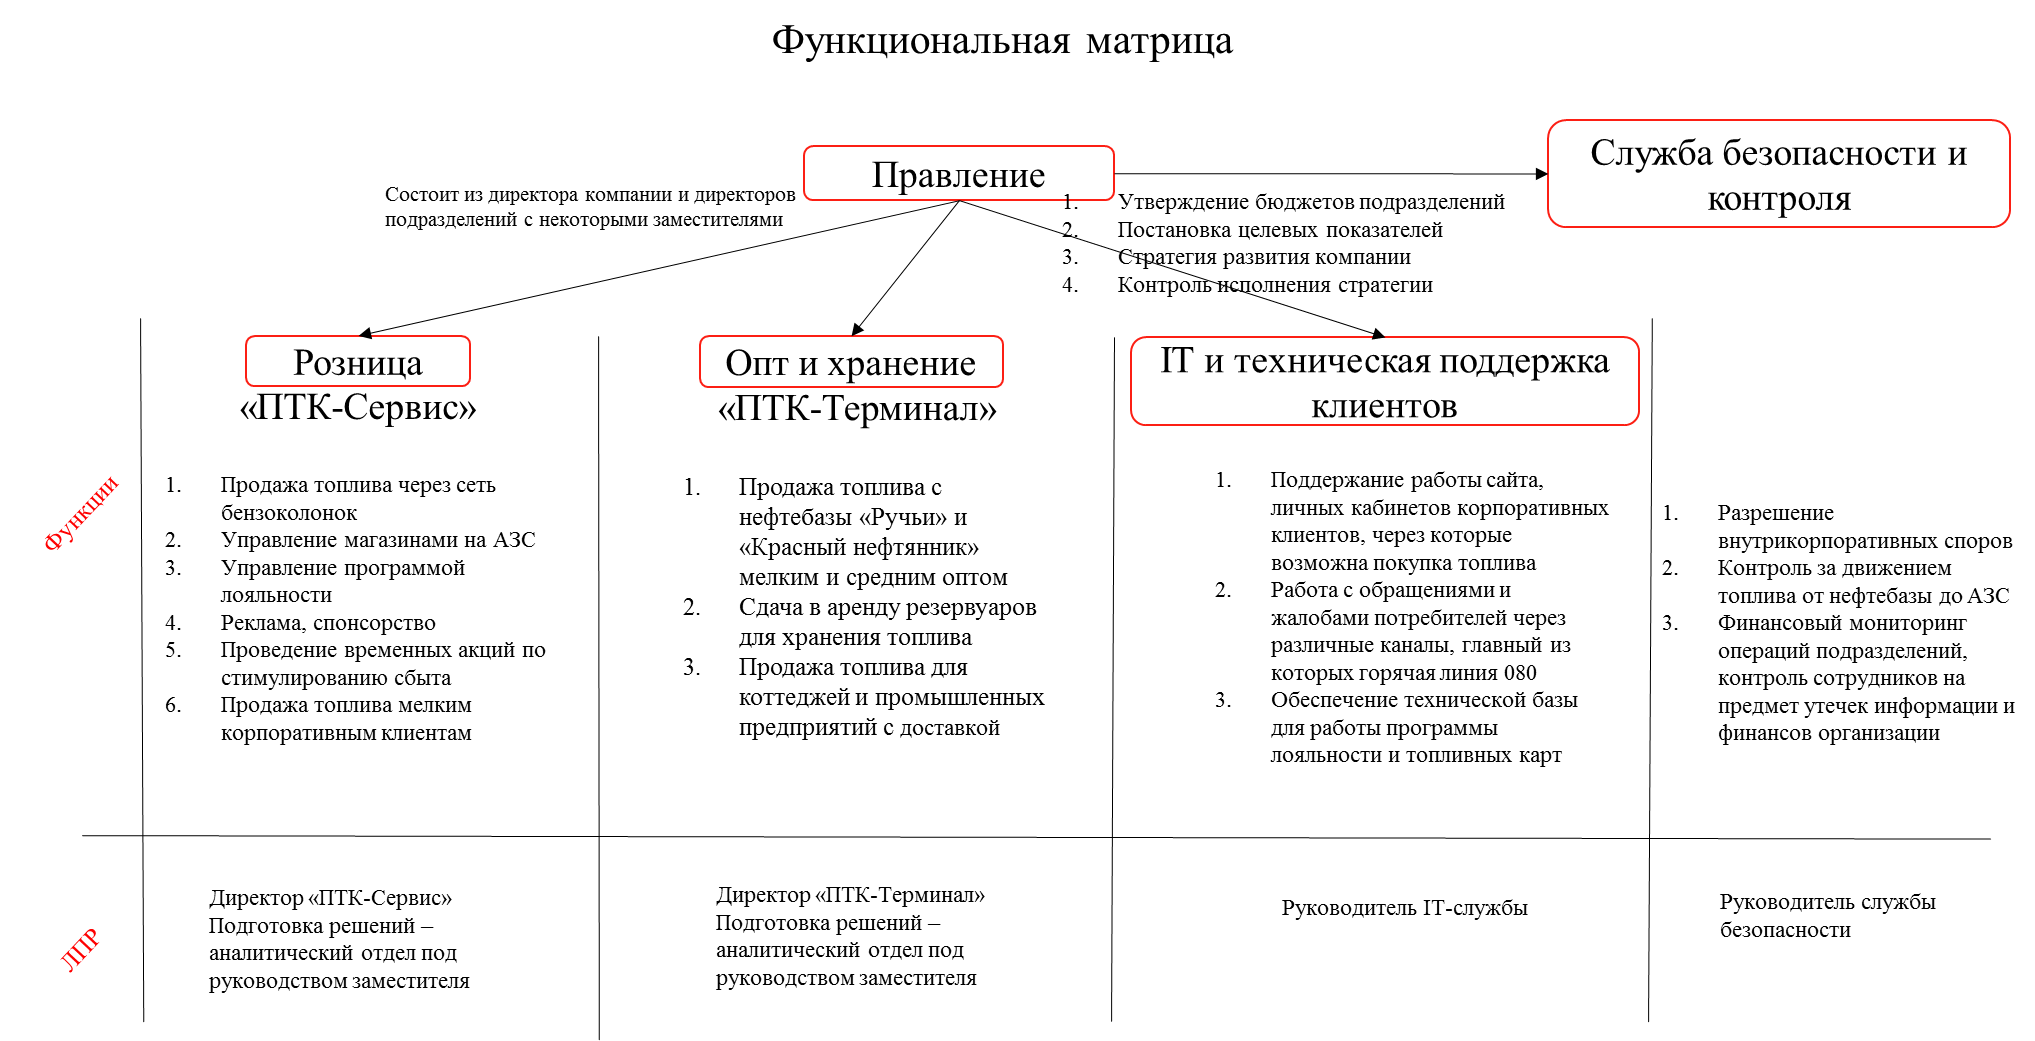 Функциональная матрица
Правление
Служба безопасности и
контроля
Состоит из директора компании и директоров
подразделений с некоторыми заместителями
1. Утверждение бюджетов подразделений
2. Постановка целевых показателей
3. Стратегия развития компании
4. Контроль исполнения стратегии
Розница
«ПТК-Сервис»
Опт и хранение
«ПТК-Терминал»
IT и техническая поддержка
клиентов
Функции
1. Продажа топлива через сеть
бензоколонок
2. Управление магазинами на АЗС
3. Управление программой
лояльности
4. Реклама, спонсорство
5. Проведение временных акций по
стимулированию сбыта
6. Продажа топлива мелким
корпоративным клиентам
1. Продажа топлива с
нефтебазы «Ручьи» и
«Красный нефтянник»
мелким и средним оптом
2. Сдача в аренду резервуаров
для хранения топлива
3. Продажа топлива для
коттеджей и промышленных
предприятий с доставкой
1. Поддержание работы сайта,
личных кабинетов корпоративных
клиентов, через которые
возможна покупка топлива
2. Работа с обращениями и
жалобами потребителей через
различные каналы, главный из
которых горячая линия 080
3. Обеспечение технической базы
для работы программы
лояльности и топливных карт
1. Разрешение
внутрикорпоративных споров
2. Контроль за движением
топлива от нефтебазы до АЗС
3. Финансовый мониторинг
операций подразделений,
контроль сотрудников на
предмет утечек информации и
финансов организации
ЛПР
Директор «ПТК-Сервис»
Подготовка решений –
аналитический отдел под
руководством заместителя
Директор «ПТК-Терминал»
Подготовка решений –
аналитический отдел под
руководством заместителя
Руководитель IT-службы
Руководитель службы
безопасности